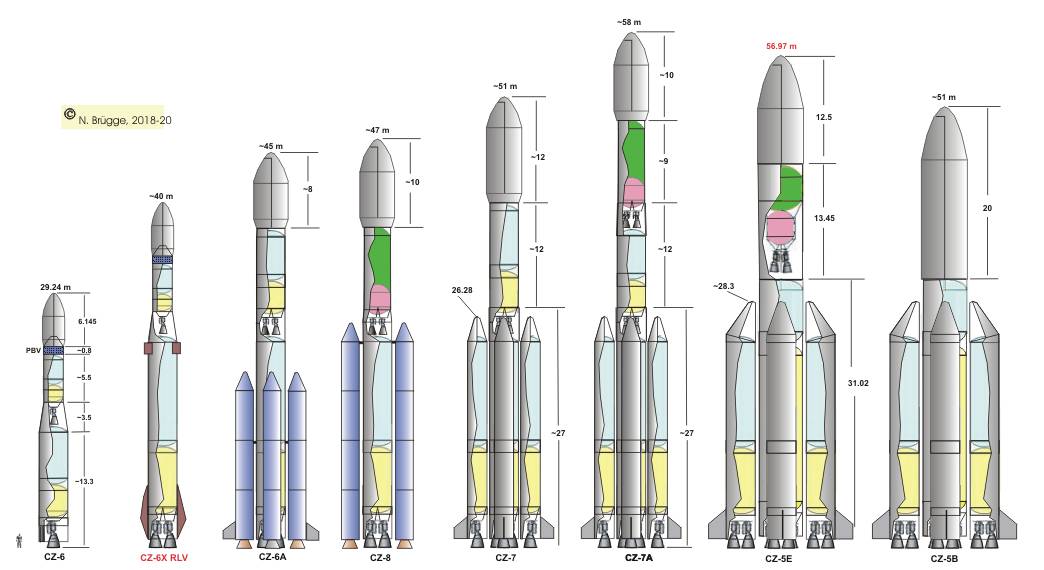 © N. Brügge, 2018-20
29.24 m
6.145
PBV
~0.8
~5.5
~3.5
~13.3
CZ-6
~40 m
CZ-6X RLV
~45 m
~8
CZ-6A
~47 m
~10
CZ-8
~51 m
~12
~12
26.28
~27
CZ-7
~58 m
~10
~9
~12
~27
CZ-7A
56.97 m
12.5
13.45
~28.3
31.02
CZ-5E
~51 m
20
CZ-5B